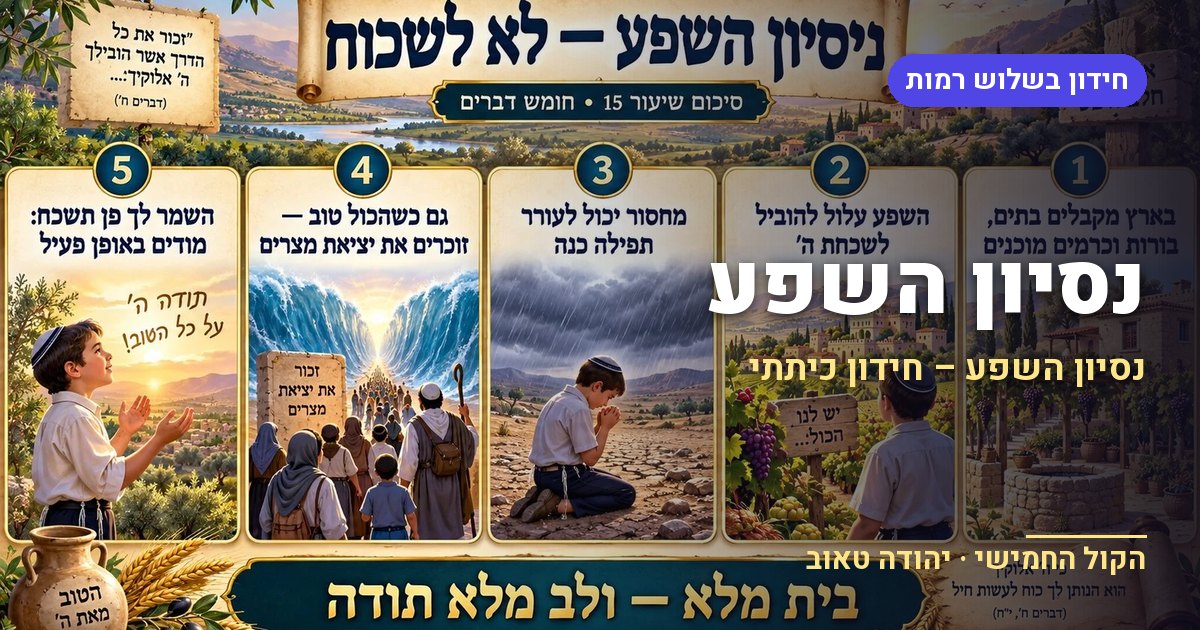 "זכור את כל
הדרך אשר הובילך
ה' אלוקיך:...
(דברים ח')
ניסיון השפע – לא לשכוח
סיכום שיעור 15 • חומש דברים
חידון בשלוש רמות
1
בארץ מקבלים בתים,
בורות וכרמים מוכנים
2
השפע עלול להוביל
לשכחת ה'
יש לנו
הכול:...
3
מחסור יכול לעורר
תפילה כנה
4
גם כשהכול טוב —
זוכרים את יציאת מצרים
זכור
את יציאת
מצרים
5
השמר לך פן תשכח:
מודים באופן פעיל
תודה ה'
על כל הטוב!
נסיון השפע
נסיון השפע – חידון כיתתי
הקול החמישי · יהודה טאוב
הטוב
מאת ה'
בית מלא – ולב מלא תודה
הוא הנותן לך כוח לעשות חיל
(דברים ח', י"ח)